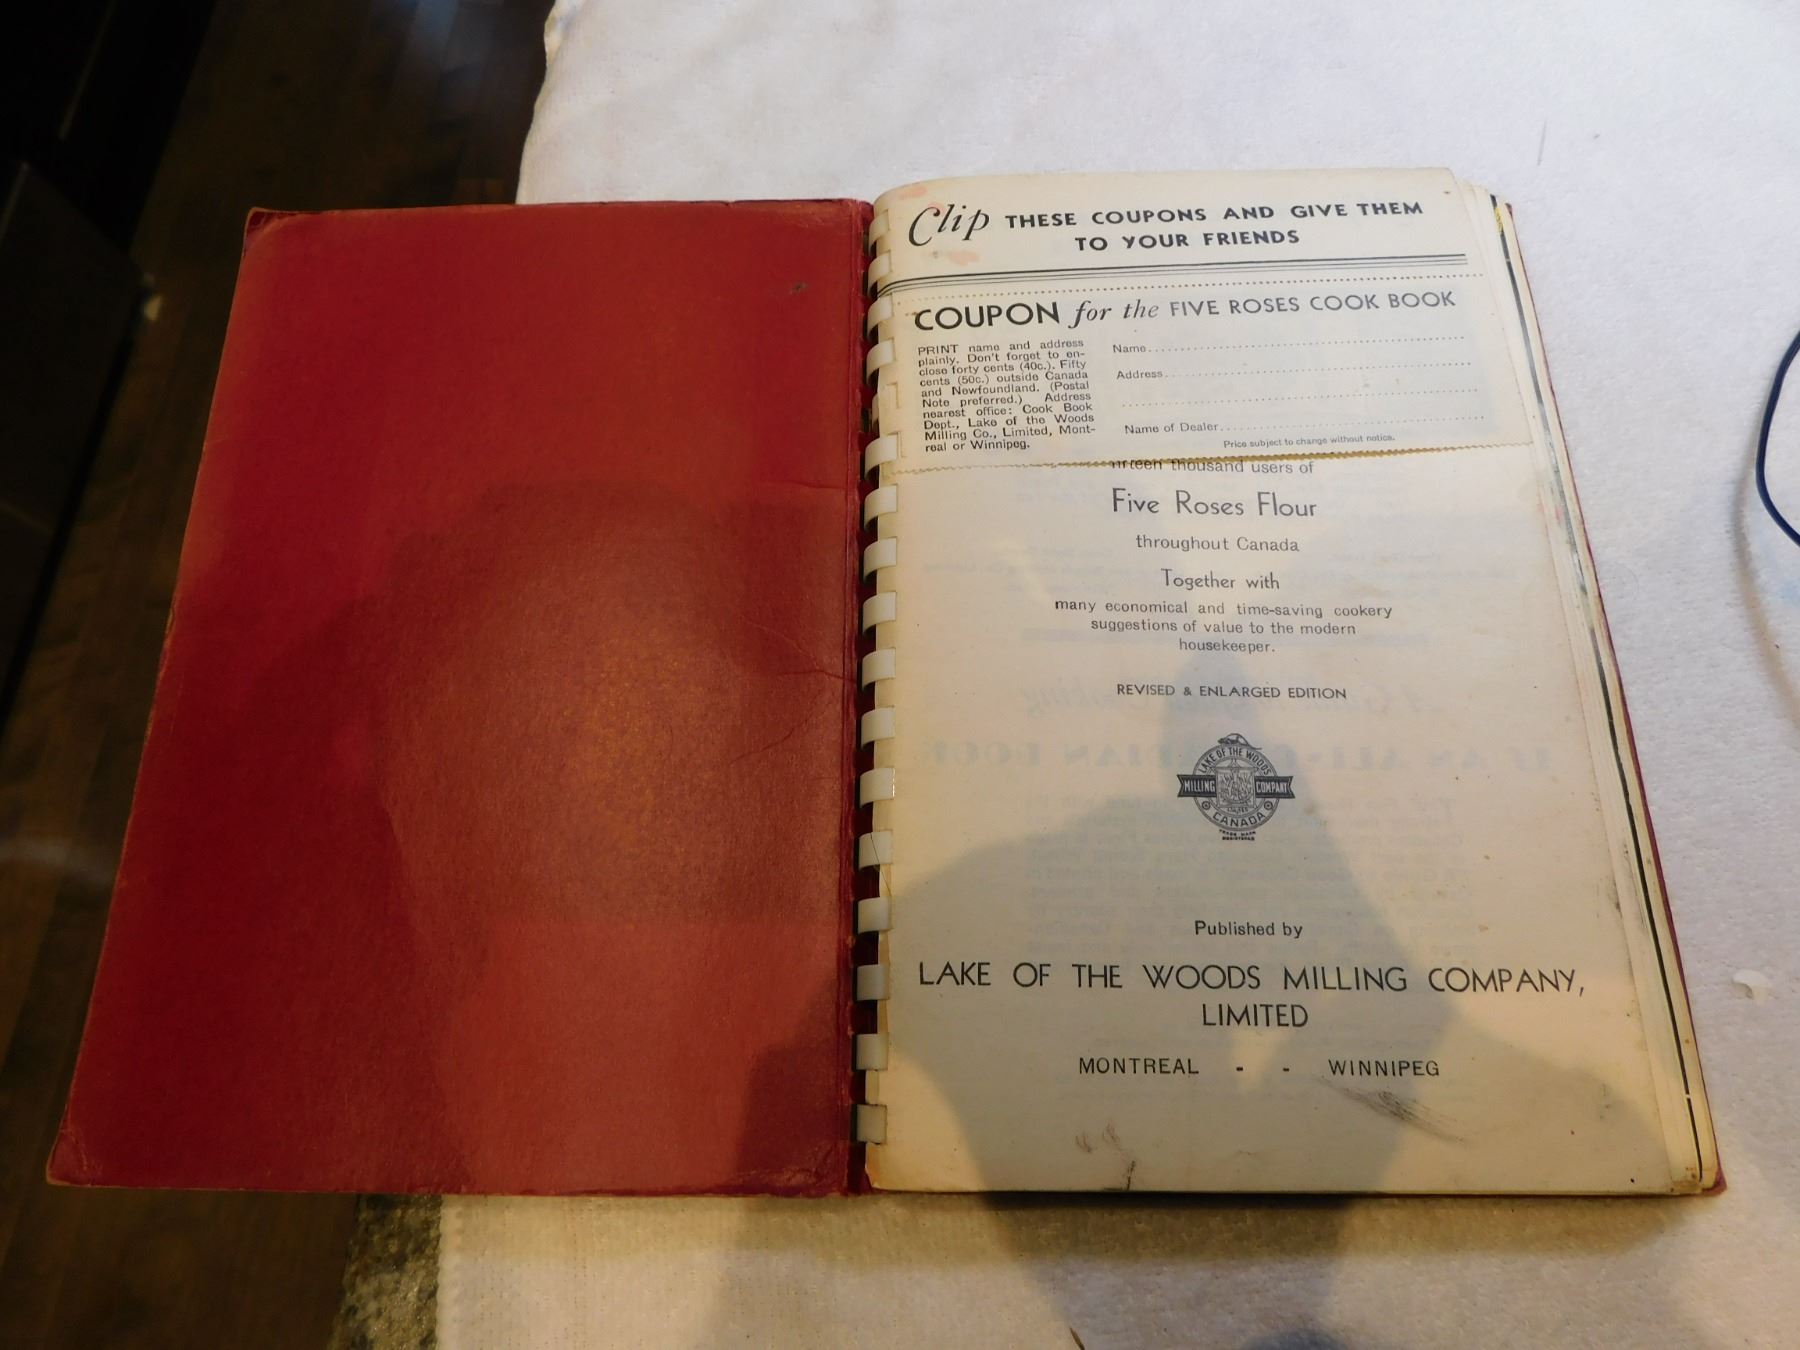 Clip THESE COUPONS AND GIVE THEM
TO YOUR FRIENDS
COUPON for the FIVE ROSES COOK BOOK
PRINT name and address
plainly. Don't forget to en-
close forty cents (40c.). Fifty
cents (50c.) outside Canada
and Newfoundland. (Postal
Note preferred.) Address
nearest office: Cook Book
Dept., Lake of the Woods
Milling Co., Limited, Mont-
real or Winnipeg.
Name
Address
Name of Dealer
Price subject to change without notice.
thousand users of
Five Roses Flour
throughout Canada
Together with
many economical and time-saving cookery
suggestions of value to the modern
housekeeper.
REVISED & ENLARGED EDITION
LAKE OF THE WOODS
MILLING COMPANY
LIMITED
CANADA
TRADE MARK
REGISTERED
Published by
LAKE OF THE WOODS MILLING COMPANY,
LIMITED
MONTREAL - - WINNIPEG